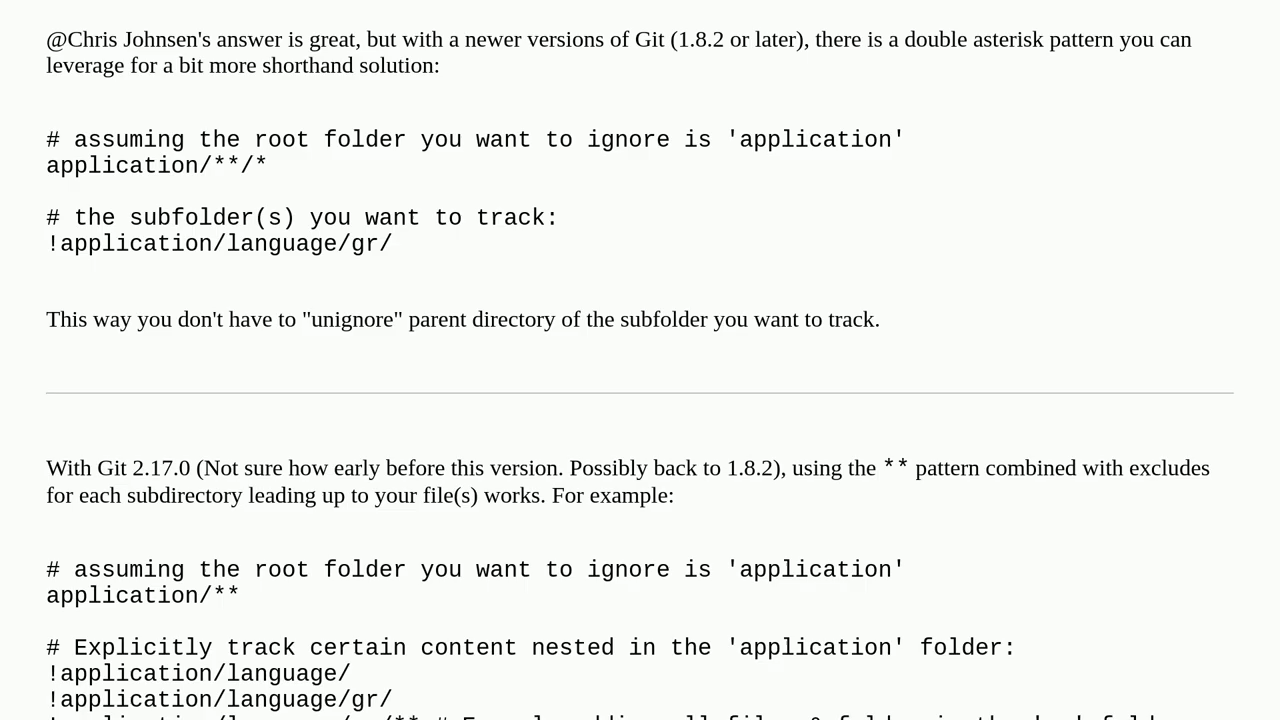 @Chris Johnsen's answer is great, but with a newer versions of Git (1.8.2 or later), there is a double asterisk pattern you can
leverage for a bit more shorthand solution:
# assuming the root folder you want to ignore is 'application'
application/**/*
# the subfolder(s) you want to track:
!application/language/gr/
This way you don't have to "unignore" parent directory of the subfolder you want to track.
With Git 2.17.0 (Not sure how early before this version. Possibly back to 1.8.2), using the ** pattern combined with excludes
for each subdirectory leading up to your file(s) works. For example:
# assuming the root folder you want to ignore is 'application'
application/**
# Explicitly track certain content nested in the 'application' folder:
!application/language/
!application/language/gr/